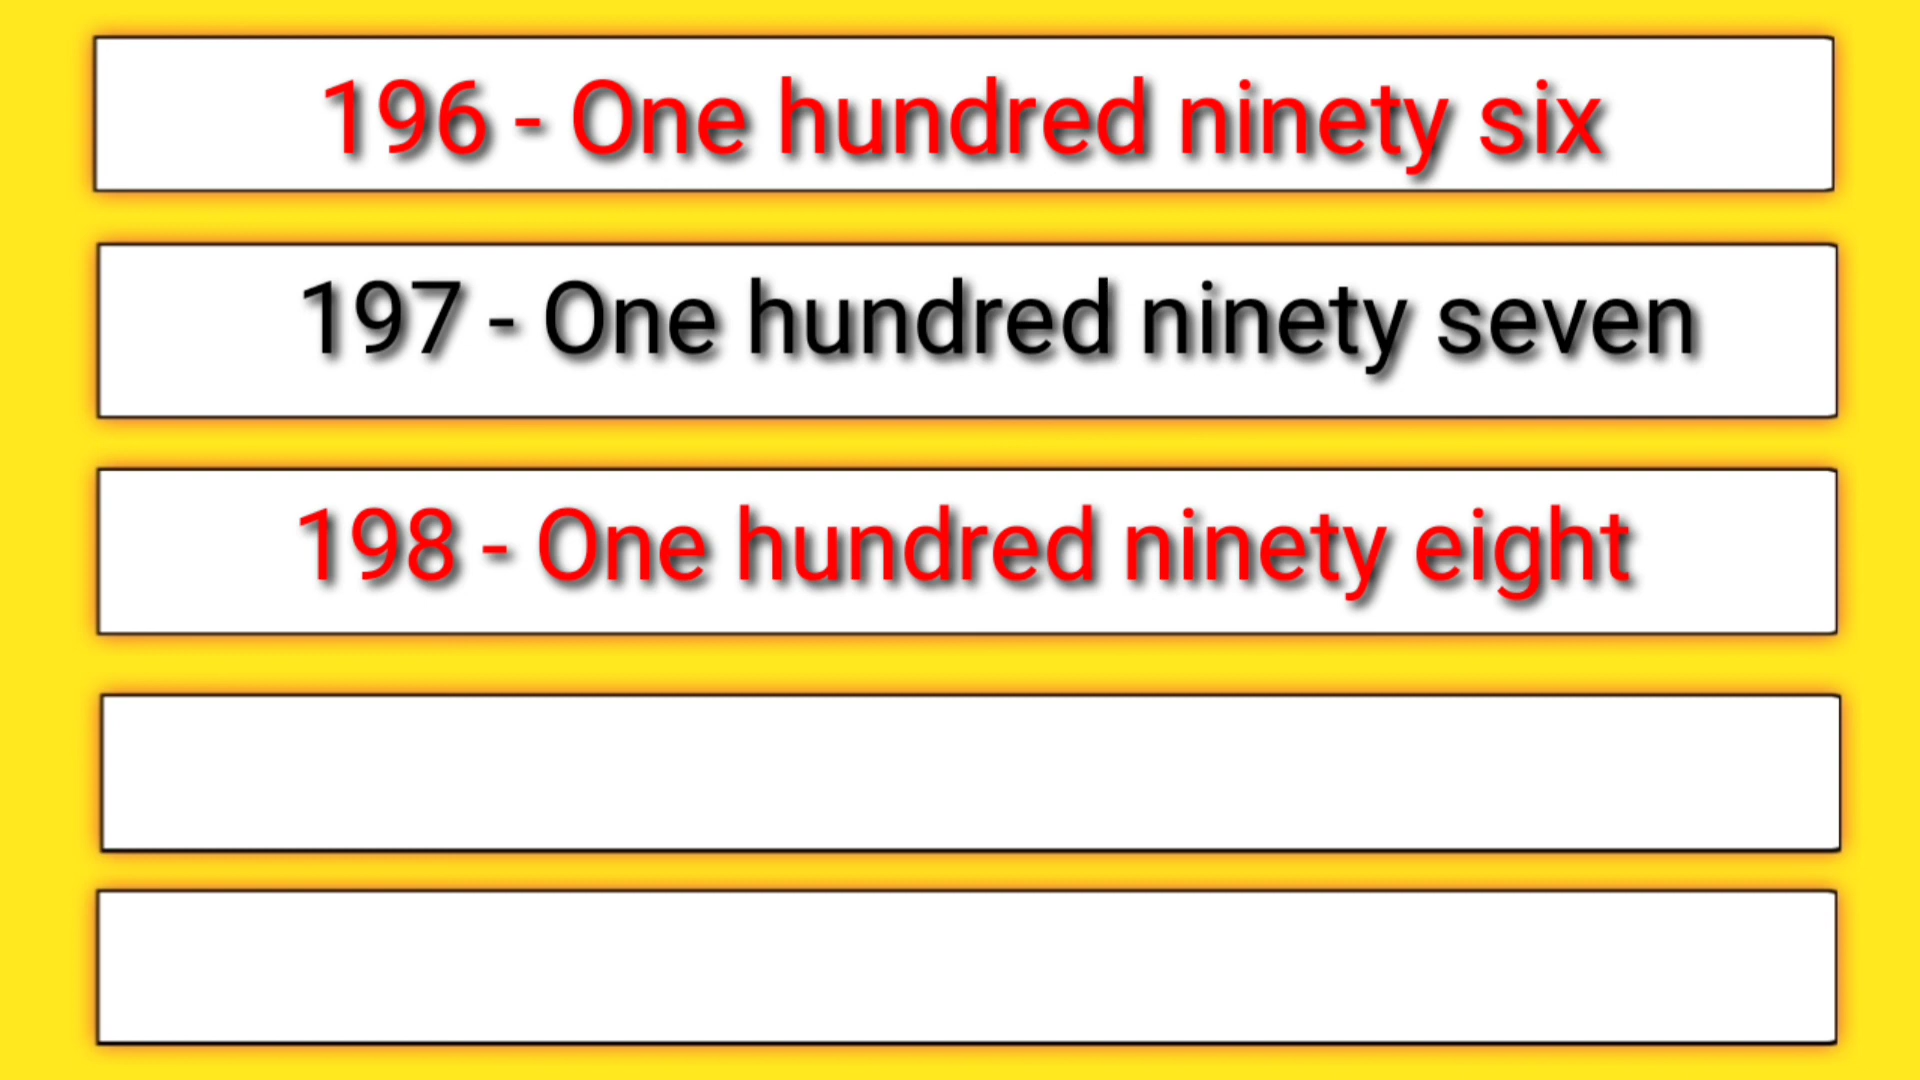 196 - One hundred ninety six
197 - One hundred ninety seven
198 - One hundred ninety eight